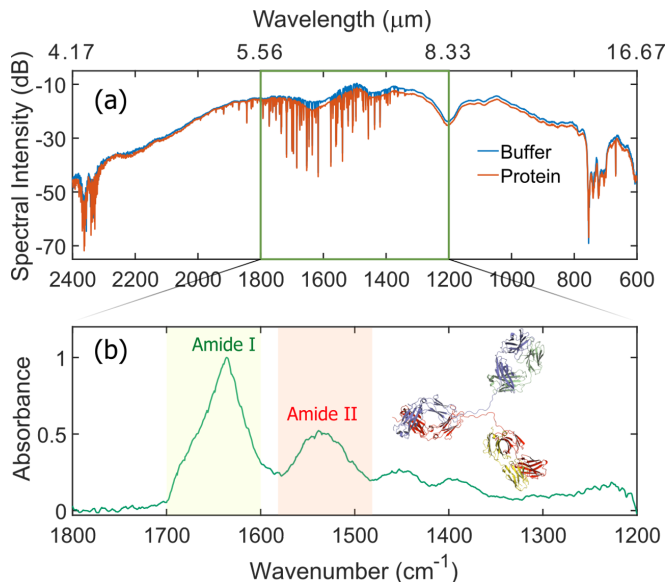 Wavelength (μm)
4.17 5.56 8.33 16.67
Spectral Intensity (dB)
-10
-30
-50
-70
(a)
Buffer
Protein
2400 2200 2000 1800 1600 1400 1200 1000 800 600
(b)
Amide I
Amide II
Absorbance
1
0.5
0
1800 1700 1600 1500 1400 1300 1200
Wavenumber (cm⁻¹)